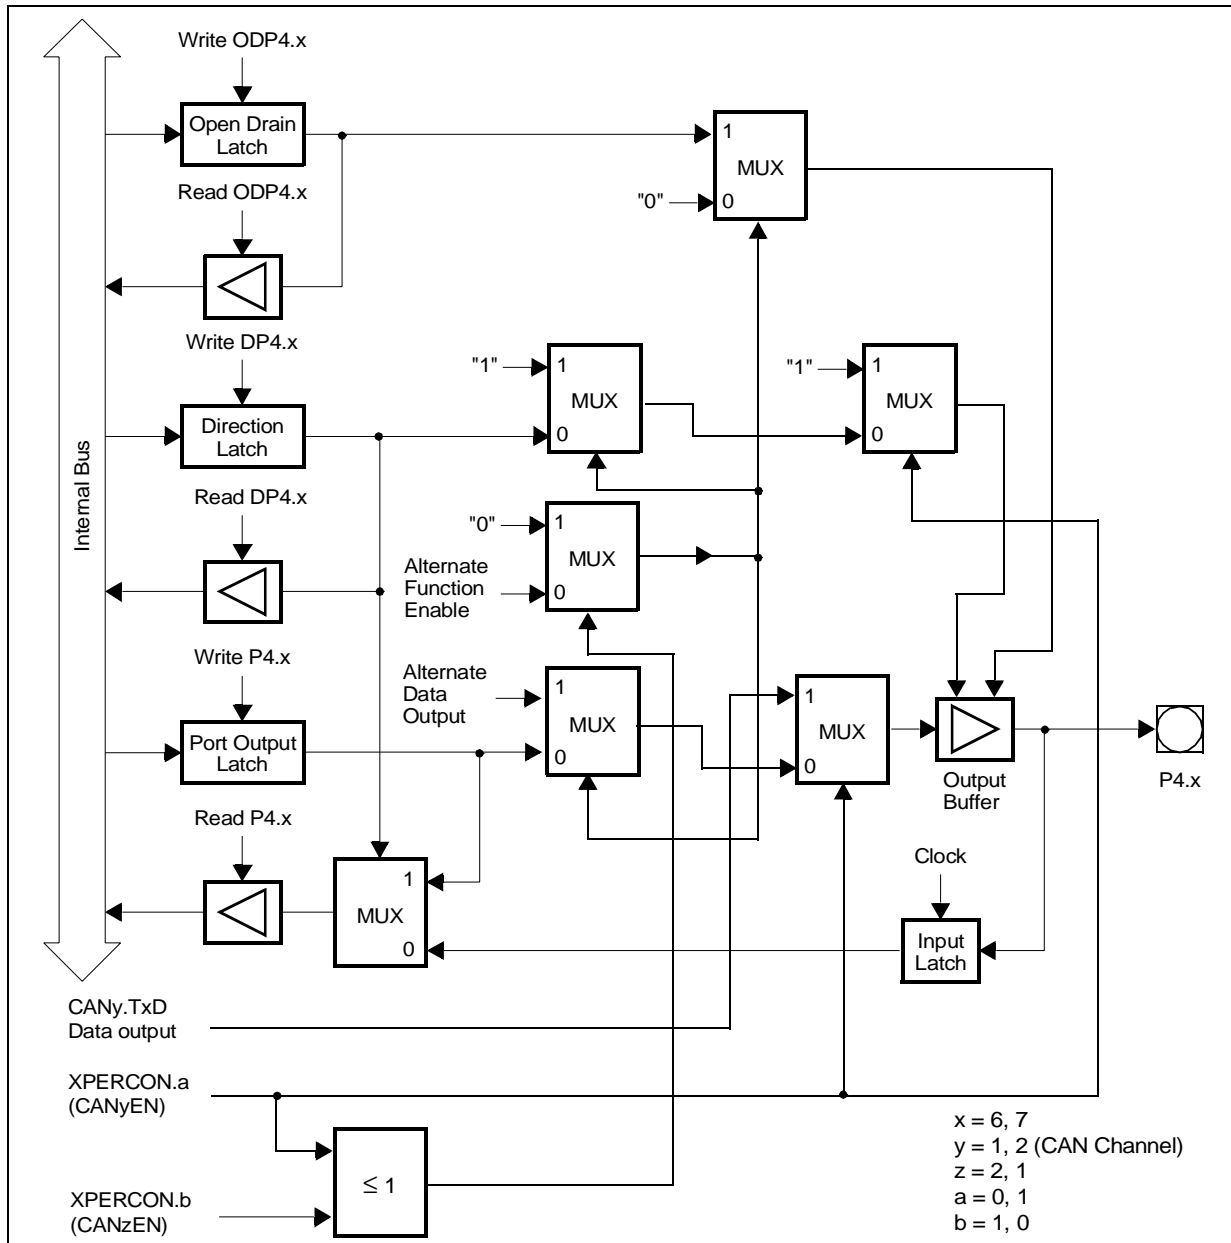 Write ODP4.x
Open Drain
Latch
Read ODP4.x
1
MUX
"0"
0
Write DP4.x
Direction
Latch
"1"
1
MUX
0
"1"
1
MUX
0
Internal Bus
Read DP4.x
"0"
1
MUX
Alternate
Function
Enable
0
Write P4.x
Port Output
Latch
Alternate
Data
Output
1
MUX
0
1
MUX
0
Output
Buffer
P4.x
Read P4.x
1
MUX
0
Clock
Input
Latch
CANy.TxD
Data output
XPERCON.a
(CANyEN)
≤ 1
XPERCON.b
(CANzEN)
x = 6, 7
y = 1, 2 (CAN Channel)
z = 2, 1
a = 0, 1
b = 1, 0